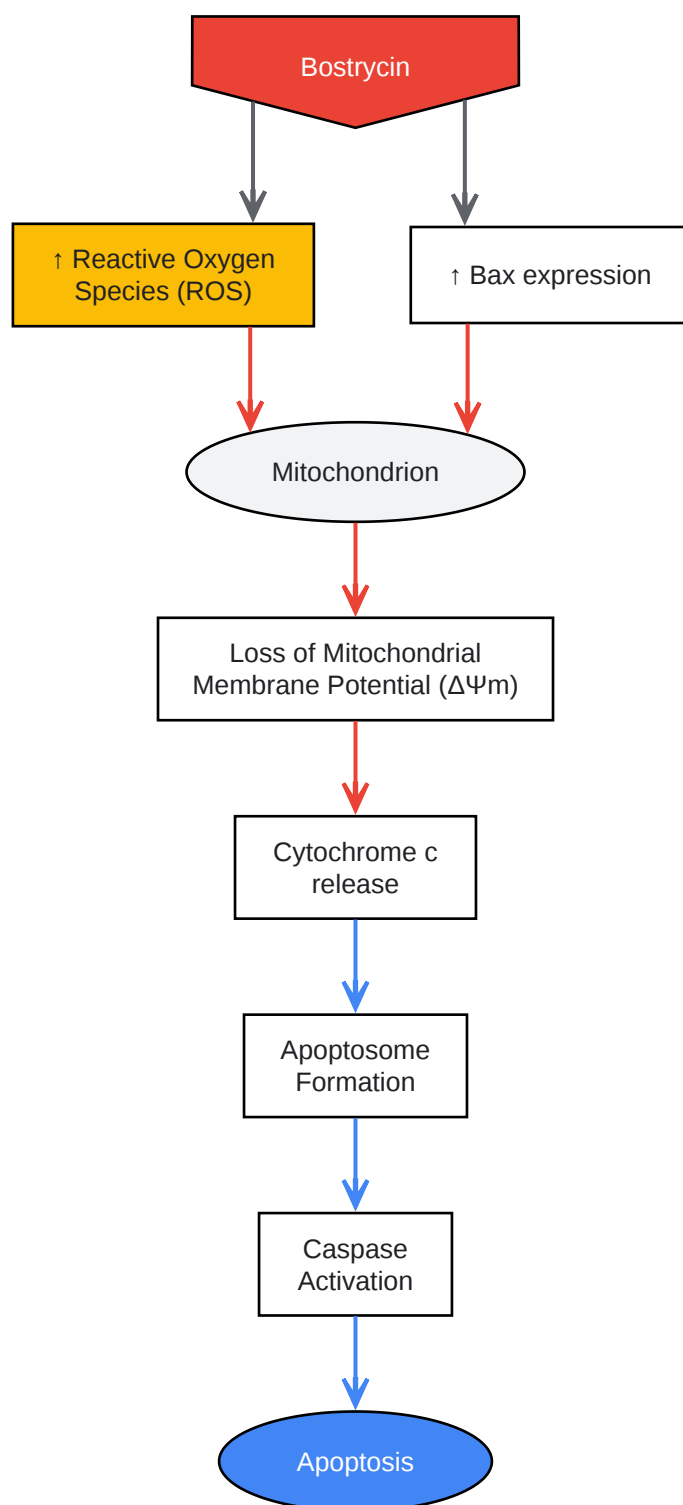 Bostrycin
↑ Reactive Oxygen
Species (ROS)
↑ Bax expression
Mitochondrion
Loss of Mitochondrial
Membrane Potential (ΔΨm)
Cytochrome c
release
Apoptosome
Formation
Caspase
Activation
Apoptosis